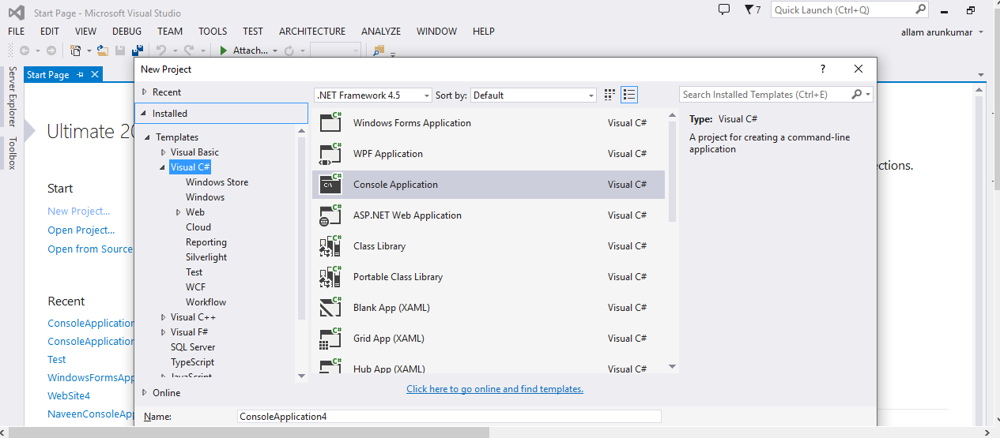 Start Page - Microsoft Visual Studio
7
Quick Launch (Ctrl+Q)
FILE EDIT VIEW DEBUG TEAM TOOLS TEST ARCHITECTURE ANALYZE WINDOW HELP
allam arunkumar
Attach...
Server Explorer
Toolbox
Start Page
Ultimate 20
Start
New Project...
Open Project...
Open from Source
Recent
ConsoleApplication
ConsoleApplication
Test
WindowsFormsApp
WebSite4
NaveenConsoleApp
New Project
?
Recent
Installed
Templates
Visual Basic
Visual C#
Windows Store
Windows
Web
Cloud
Reporting
Silverlight
Test
WCF
Workflow
Visual C++
Visual F#
SQL Server
TypeScript
JavaScript
Online
.NET Framework 4.5
Sort by: Default
Windows Forms Application Visual C#
WPF Application Visual C#
Console Application Visual C#
ASP.NET Web Application Visual C#
Class Library Visual C#
Portable Class Library Visual C#
Blank App (XAML) Visual C#
Grid App (XAML) Visual C#
Hub App (XAML) Visual C#
Click here to go online and find templates.
Search Installed Templates (Ctrl+E)
Type: Visual C#
A project for creating a command-line
application
ections.
Name: ConsoleApplication4